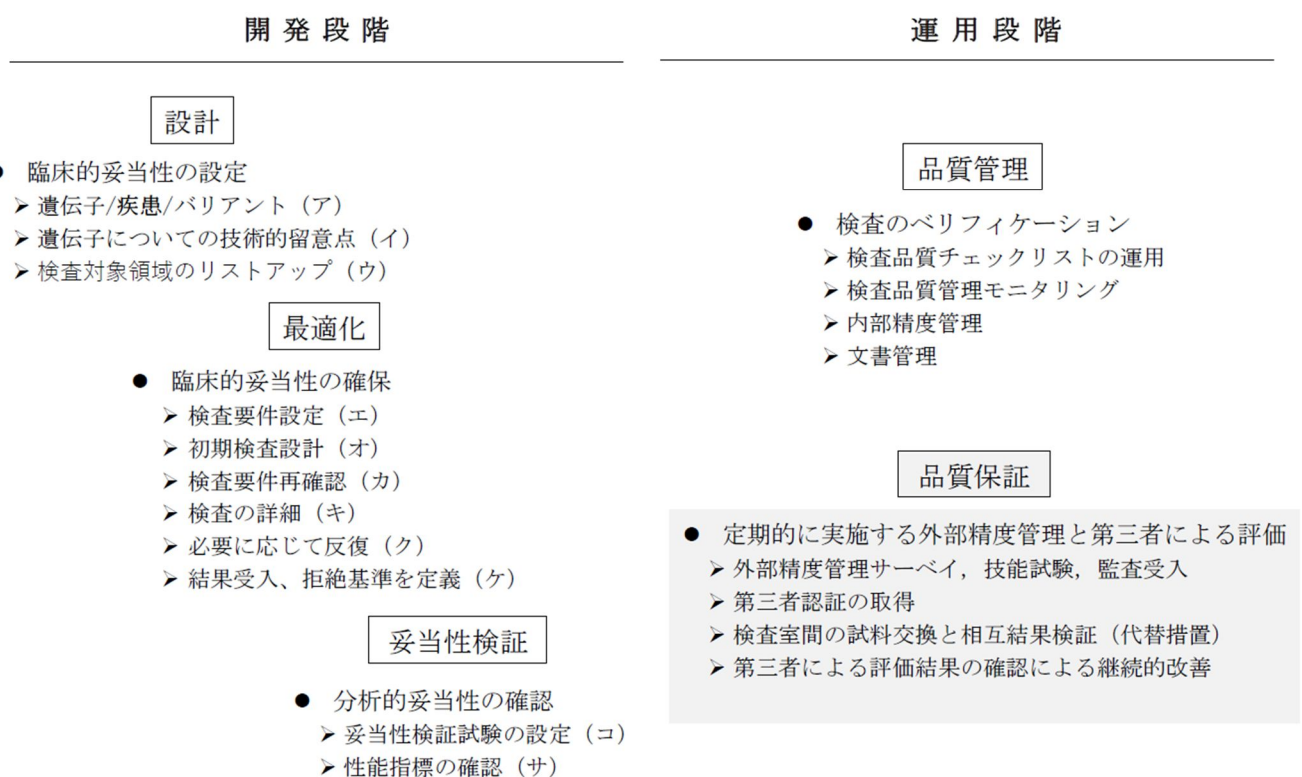 開発段階
設計
● 臨床的妥当性の設定
➢ 遺伝子/疾患/バリアント（ア）
➢ 遺伝子についての技術的留意点（イ）
➢ 検査対象領域のリストアップ（ウ）
最適化
● 臨床的妥当性の確保
➢ 検査要件設定（エ）
➢ 初期検査設計（オ）
➢ 検査要件再確認（カ）
➢ 検査の詳細（キ）
➢ 必要に応じて反復（ク）
➢ 結果受入、拒絶基準を定義（ケ）
妥当性検証
● 分析的妥当性の確認
➢ 妥当性検証試験の設定（コ）
➢ 性能指標の確認（サ）
運用段階
品質管理
● 検査のベリフィケーション
➢ 検査品質チェックリストの運用
➢ 検査品質管理モニタリング
➢ 内部精度管理
➢ 文書管理
品質保証
● 定期的に実施する外部精度管理と第三者による評価
➢ 外部精度管理サーベイ，技能試験，監査受入
➢ 第三者認証の取得
➢ 検査室間の試料交換と相互結果検証（代替措置）
➢ 第三者による評価結果の確認による継続的改善